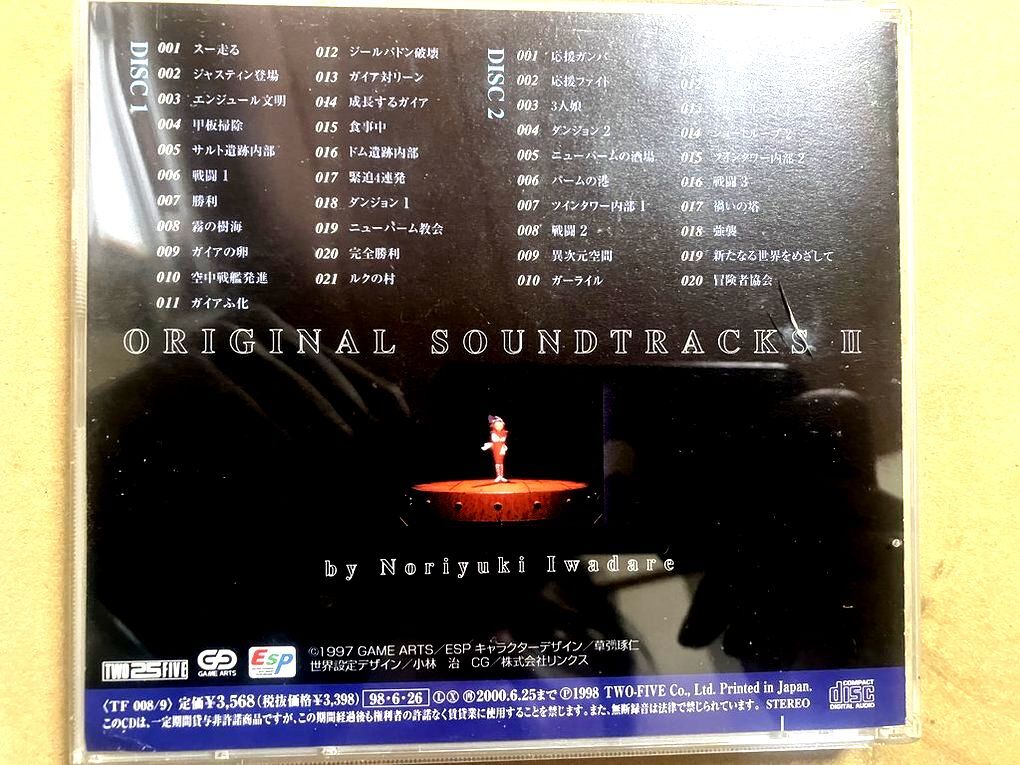 DISC 1
001 スー走る
002 ジャスティン登場
003 エンジュール文明
004 甲板掃除
005 サルト遺跡内部
006 戦闘 1
007 勝利
008 霧の樹海
009 ガイアの卵
010 空中戦艦発進
011 ガイアふ化
012 ジールパドン破壊
013 ガイア対リーン
014 成長するガイア
015 食事中
016 ドム遺跡内部
017 緊迫4連発
018 ダンジョン 1
019 ニューパーム教会
020 完全勝利
021 ルクの村
DISC 2
001 応援ガンバ
002 応援ファイト
003 3人娘
004 ダンジョン 2
005 ニューパームの酒場
006 パームの港
007 ツインタワー内部 1
008 戦闘 2
009 異次元空間
010 ガーライル
013
014 ショートループ 2
015 ツインタワー内部 2
016 戦闘 3
017 禍いの塔
018 強襲
019 新たなる世界をめざして
020 冒険者協会
ORIGINAL SOUNDTRACKS II
by Noriyuki Iwadare
TWO 25 FIVE
GAME ARTS
ESP
©1997 GAME ARTS／ESP キャラクターデザイン／草彅琢仁
世界設定デザイン／小林 治 CG／株式会社リンクス
〈TF 008/9〉定価¥3,568(税抜価格¥3,398) 98・6・26 Ⓛ Ⓧ 2000.6.25まで Ⓟ1998 TWO-FIVE Co., Ltd. Printed in Japan.
このCDは、一定期間貸与非許諾商品ですが、この期間経過後も権利者の許諾なく賃貸業に使用することを禁じます。また、無断録音は法律で禁じられています。 STEREO
COMPACT
disc
DIGITAL AUDIO